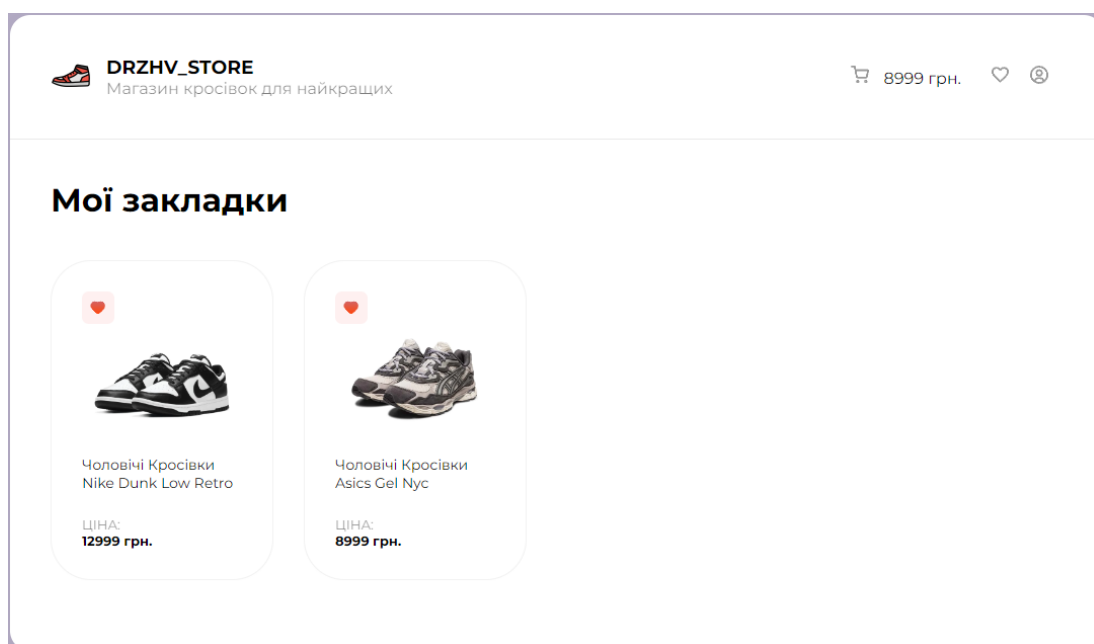 DRZHV_STORE
Магазин кросівок для найкращих
8999 грн.
Мої закладки
Чоловічі Кросівки
Nike Dunk Low Retro
ЦІНА:
12999 грн.
Чоловічі Кросівки
Asics Gel Nyc
ЦІНА:
8999 грн.